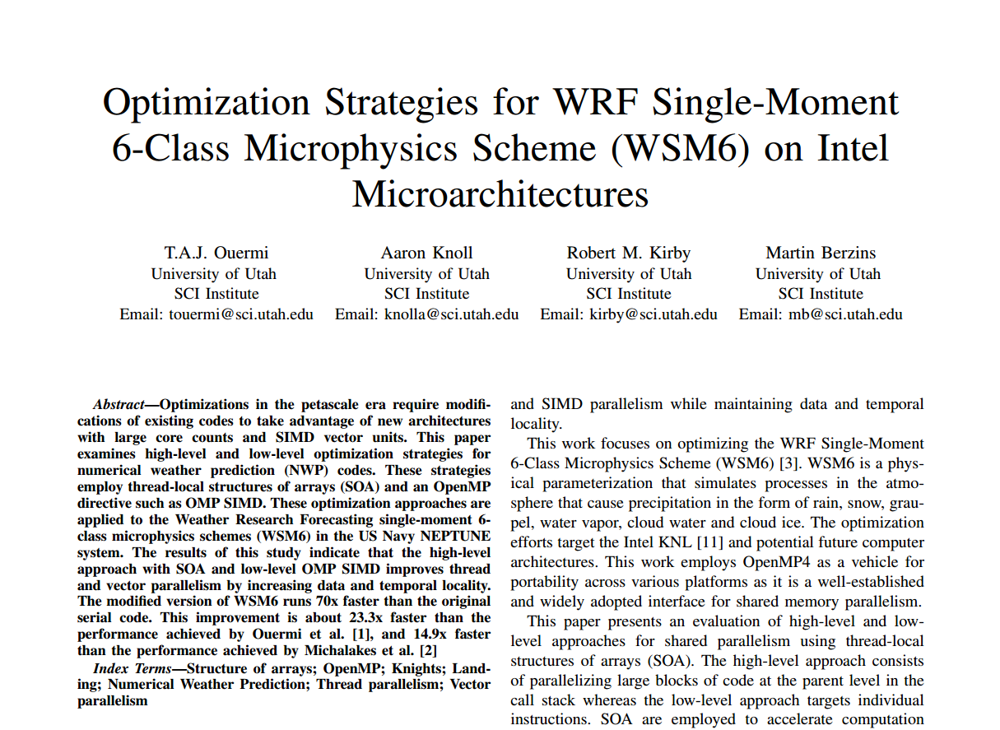 Optimization Strategies for WRF Single-Moment
6-Class Microphysics Scheme (WSM6) on Intel
Microarchitectures
T.A.J. Ouermi
University of Utah
SCI Institute
Email: touermi@sci.utah.edu
Aaron Knoll
University of Utah
SCI Institute
Email: knolla@sci.utah.edu
Robert M. Kirby
University of Utah
SCI Institute
Email: kirby@sci.utah.edu
Martin Berzins
University of Utah
SCI Institute
Email: mb@sci.utah.edu
Abstract—Optimizations in the petascale era require modifi-
cations of existing codes to take advantage of new architectures
with large core counts and SIMD vector units. This paper
examines high-level and low-level optimization strategies for
numerical weather prediction (NWP) codes. These strategies
employ thread-local structures of arrays (SOA) and an OpenMP
directive such as OMP SIMD. These optimization approaches are
applied to the Weather Research Forecasting single-moment 6-
class microphysics schemes (WSM6) in the US Navy NEPTUNE
system. The results of this study indicate that the high-level
approach with SOA and low-level OMP SIMD improves thread
and vector parallelism by increasing data and temporal locality.
The modified version of WSM6 runs 70x faster than the original
serial code. This improvement is about 23.3x faster than the
performance achieved by Ouermi et al. [1], and 14.9x faster
than the performance achieved by Michalakes et al. [2]
Index Terms—Structure of arrays; OpenMP; Knights; Land-
ing; Numerical Weather Prediction; Thread parallelism; Vector
parallelism
and SIMD parallelism while maintaining data and temporal
locality.
This work focuses on optimizing the WRF Single-Moment
6-Class Microphysics Scheme (WSM6) [3]. WSM6 is a phys-
ical parameterization that simulates processes in the atmo-
sphere that cause precipitation in the form of rain, snow, grau-
pel, water vapor, cloud water and cloud ice. The optimization
efforts target the Intel KNL [11] and potential future computer
architectures. This work employs OpenMP4 as a vehicle for
portability across various platforms as it is a well-established
and widely adopted interface for shared memory parallelism.
This paper presents an evaluation of high-level and low-
level approaches for shared parallelism using thread-local
structures of arrays (SOA). The high-level approach consists
of parallelizing large blocks of code at the parent level in the
call stack whereas the low-level approach targets individual
instructions. SOA are employed to accelerate computation